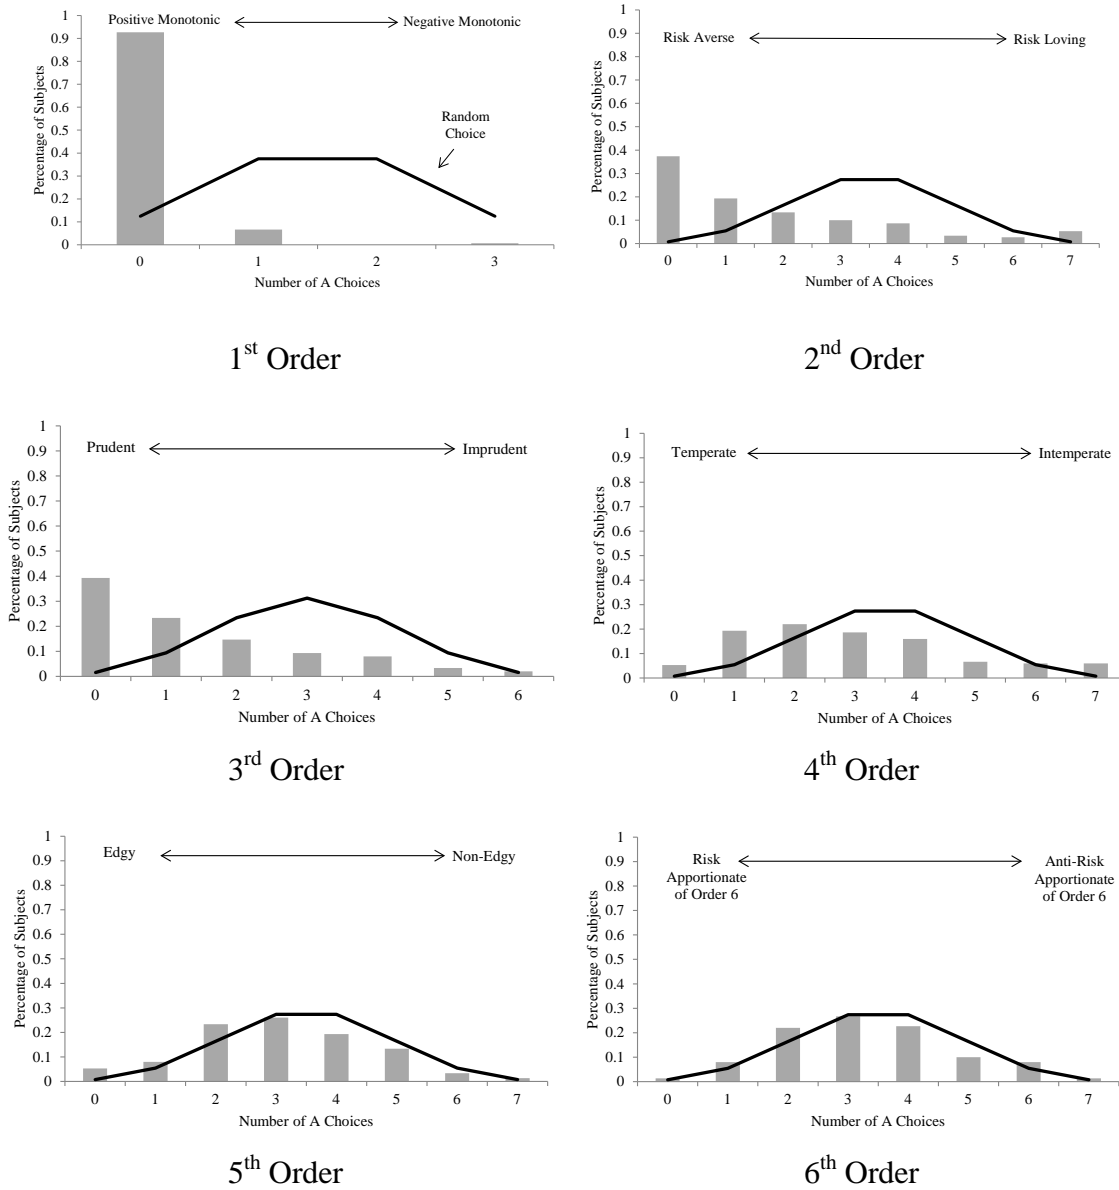 Positive Monotonic
Negative Monotonic
Random
Choice
Percentage of Subjects
1
0.9
0.8
0.7
0.6
0.5
0.4
0.3
0.2
0.1
0
0 1 2 3
Number of A Choices
1st Order
Risk Averse
Risk Loving
Percentage of Subjects
1
0.9
0.8
0.7
0.6
0.5
0.4
0.3
0.2
0.1
0
0 1 2 3 4 5 6 7
Number of A Choices
2nd Order
Prudent
Imprudent
Percentage of Subjects
1
0.9
0.8
0.7
0.6
0.5
0.4
0.3
0.2
0.1
0
0 1 2 3 4 5 6
Number of A Choices
3rd Order
Temperate
Intemperate
Percentage of Subjects
1
0.9
0.8
0.7
0.6
0.5
0.4
0.3
0.2
0.1
0
0 1 2 3 4 5 6 7
Number of A Choices
4th Order
Edgy
Non-Edgy
Percentage of Subjects
1
0.9
0.8
0.7
0.6
0.5
0.4
0.3
0.2
0.1
0
0 1 2 3 4 5 6 7
Number of A Choices
5th Order
Risk
Apportionate
of Order 6
Anti-Risk
Apportionate
of Order 6
Percentage of Subjects
1
0.9
0.8
0.7
0.6
0.5
0.4
0.3
0.2
0.1
0
0 1 2 3 4 5 6 7
Number of A Choices
6th Order